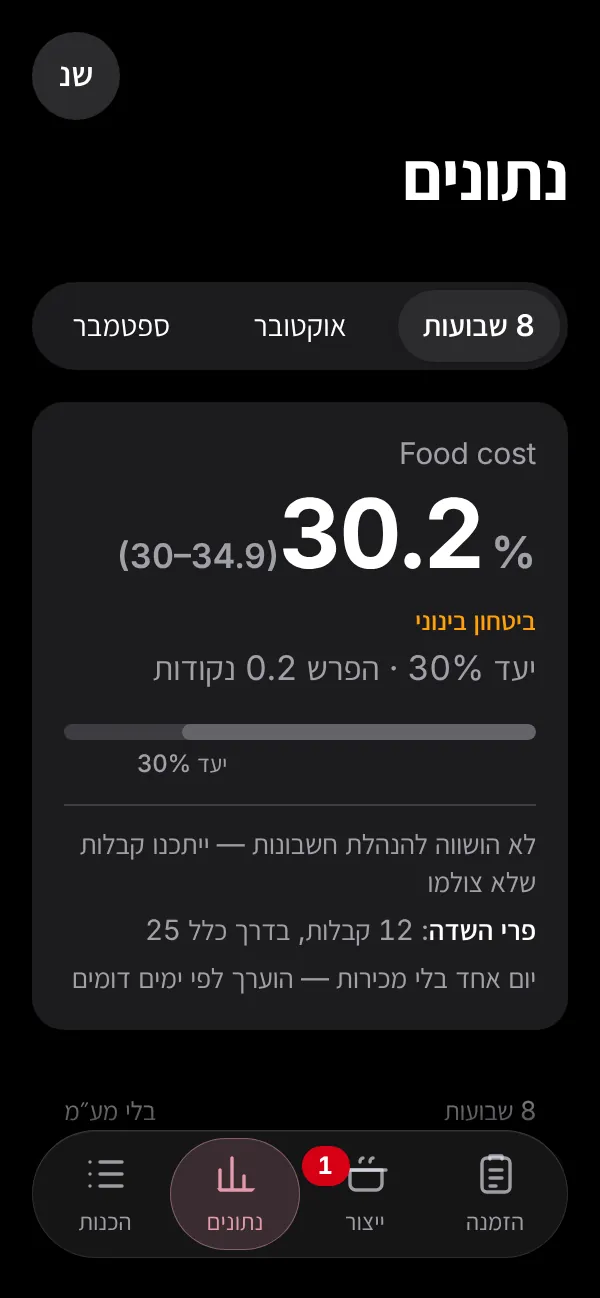 שנ
נתונים
8 שבועות
אוקטובר
ספטמבר
Food cost
30.2 % (30–34.9)
ביטחון בינוני
יעד 30% · הפרש 0.2 נקודות
יעד 30%
לא הושווה להנהלת חשבונות — ייתכנו קבלות
שלא צולמו
פרי השדה: 12 קבלות, בדרך כלל 25
יום אחד בלי מכירות — הוערך לפי ימים דומים
8 שבועות
בלי מע״מ
הזמנה
1
ייצור
נתונים
הכנות